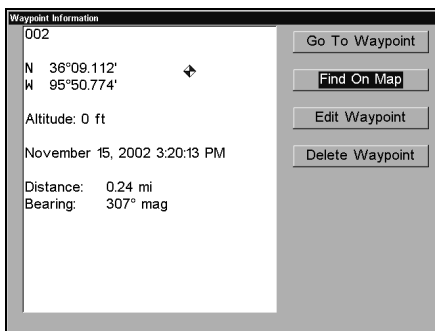 Waypoint Information
002
N 36°09.112'
W 95°50.774'
Altitude: 0 ft
November 15, 2002 3:20:13 PM
Distance: 0.24 mi
Bearing: 307° mag
Go To Waypoint
Find On Map
Edit Waypoint
Delete Waypoint